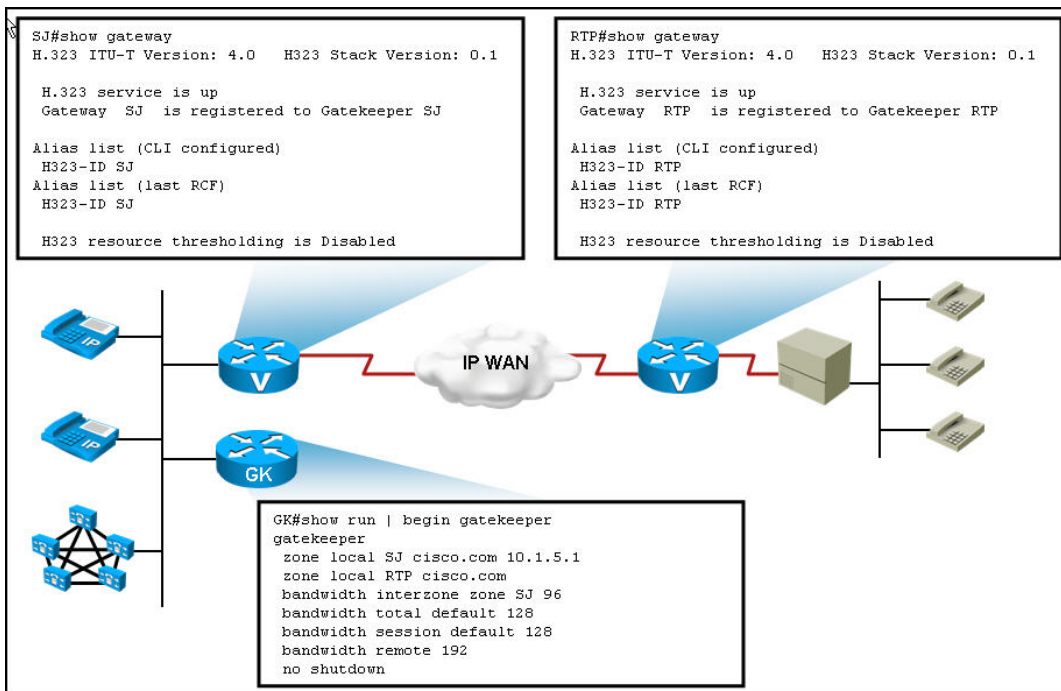 SJ#show gateway
H.323 ITU-T Version: 4.0   H323 Stack Version: 0.1
H.323 service is up
Gateway  SJ  is registered to Gatekeeper SJ
Alias list (CLI configured)
H323-ID SJ
Alias list (last RCF)
H323-ID SJ
H323 resource thresholding is Disabled
RTP#show gateway
H.323 ITU-T Version: 4.0   H323 Stack Version: 0.1
H.323 service is up
Gateway  RTP  is registered to Gatekeeper RTP
Alias list (CLI configured)
H323-ID RTP
Alias list (last RCF)
H323-ID RTP
H323 resource thresholding is Disabled
IP
V
IP WAN
V
IP
GK
GK#show run | begin gatekeeper
gatekeeper
zone local SJ cisco.com 10.1.5.1
zone local RTP cisco.com
bandwidth interzone zone SJ 96
bandwidth total default 128
bandwidth session default 128
bandwidth remote 192
no shutdown